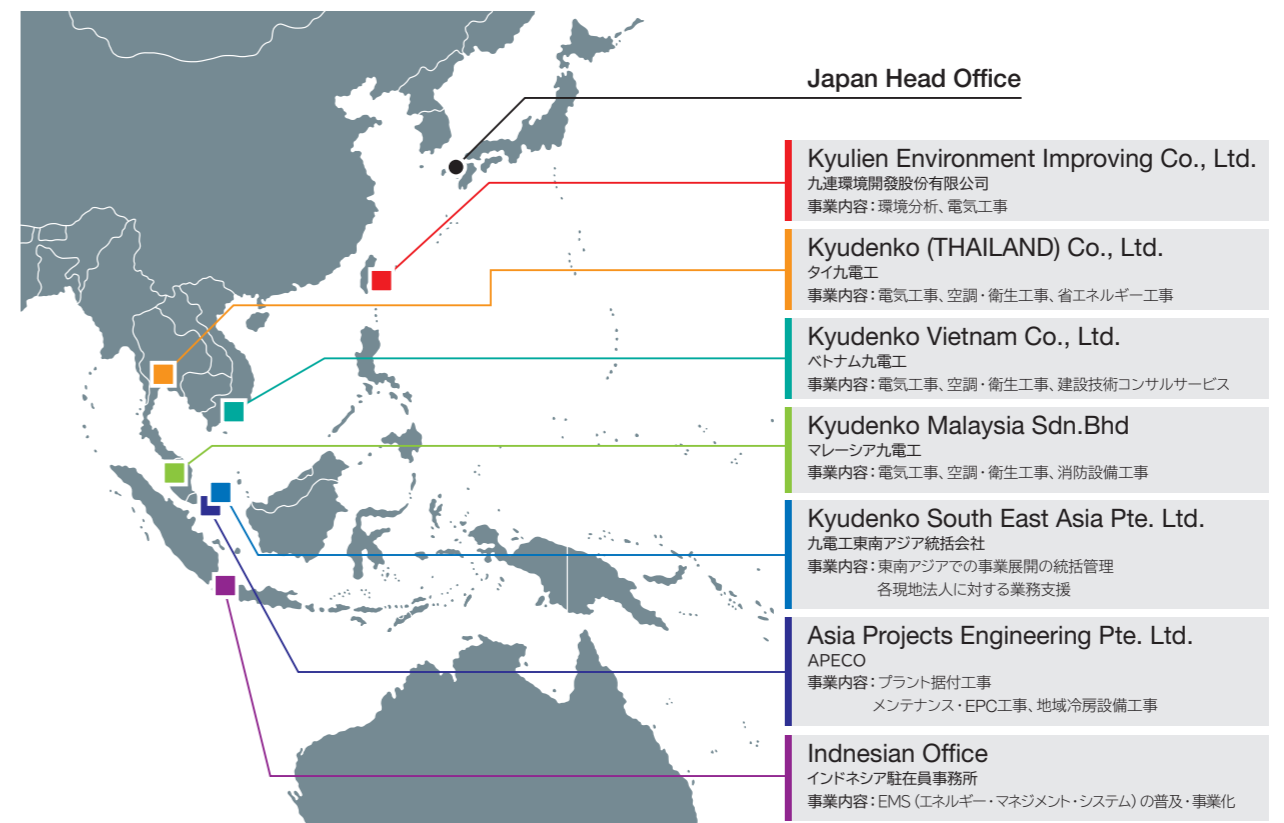 Japan Head Office
Kyulien Environment Improving Co., Ltd.
九連環境開發股份有限公司
事業内容：環境分析、電気工事
Kyudenko (THAILAND) Co., Ltd.
タイ九電工
事業内容：電気工事、空調・衛生工事、省エネルギー工事
Kyudenko Vietnam Co., Ltd.
ベトナム九電工
事業内容：電気工事、空調・衛生工事、建設技術コンサルサービス
Kyudenko Malaysia Sdn.Bhd
マレーシア九電工
事業内容：電気工事、空調・衛生工事、消防設備工事
Kyudenko South East Asia Pte. Ltd.
九電工東南アジア統括会社
事業内容：東南アジアでの事業展開の統括管理
各現地法人に対する業務支援
Asia Projects Engineering Pte. Ltd.
APECO
事業内容：プラント据付工事
メンテナンス・EPC工事、地域冷房設備工事
Indnesian Office
インドネシア駐在員事務所
事業内容：EMS（エネルギー・マネジメント・システム）の普及・事業化